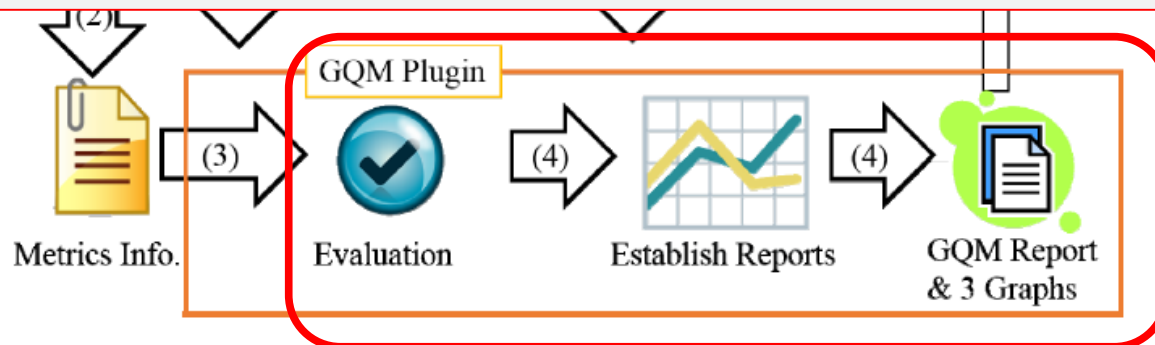 (2)
GQM Plugin
(3)
(4)
(4)
Metrics Info.
Evaluation
Establish Reports
GQM Report
& 3 Graphs